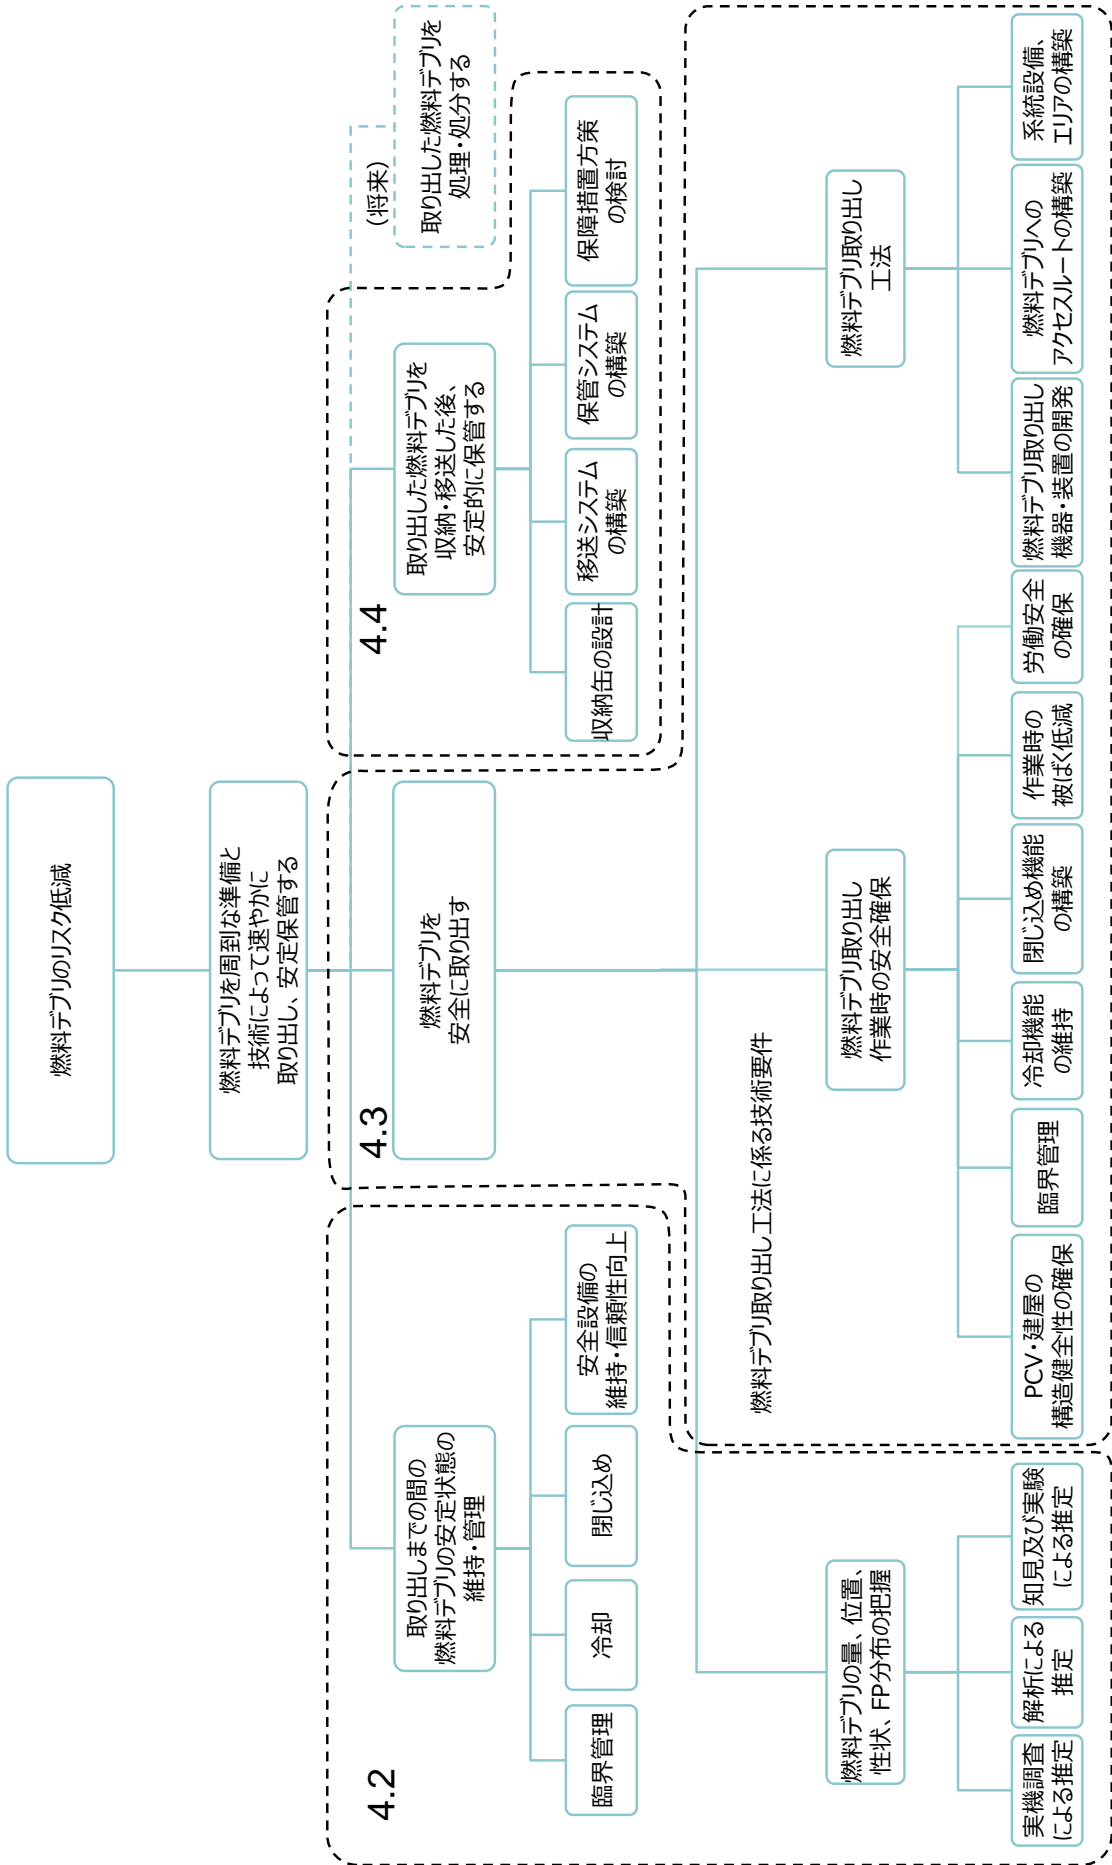 燃料デブリのリスク低減
燃料デブリを周到な準備と
技術によって速やかに
取り出し、安定保管する
4.2
取り出しまでの間の
燃料デブリの安定状態の
維持・管理
臨界管理
冷却
閉じ込め
安全設備の
維持・信頼性向上
4.3
燃料デブリを
安全に取り出す
4.4
取り出した燃料デブリを
収納・移送した後、
安定的に保管する
収納缶の設計
移送システム
の構築
保管システム
の構築
保障措置方策
の検討
(将来)
取り出した燃料デブリを
処理・処分する
燃料デブリ取り出し工法に係る技術要件
燃料デブリの量、位置、
性状、FP分布の把握
実機調査
による推定
解析による
推定
知見及び実験
による推定
燃料デブリ取り出し
作業時の安全確保
PCV・建屋の
構造健全性の確保
臨界管理
冷却機能
の維持
閉じ込め機能
の構築
作業時の
被ばく低減
労働安全
の確保
燃料デブリ取り出し
工法
燃料デブリ取り出し
機器・装置の開発
燃料デブリへの
アクセスルートの構築
系統設備、
エリアの構築